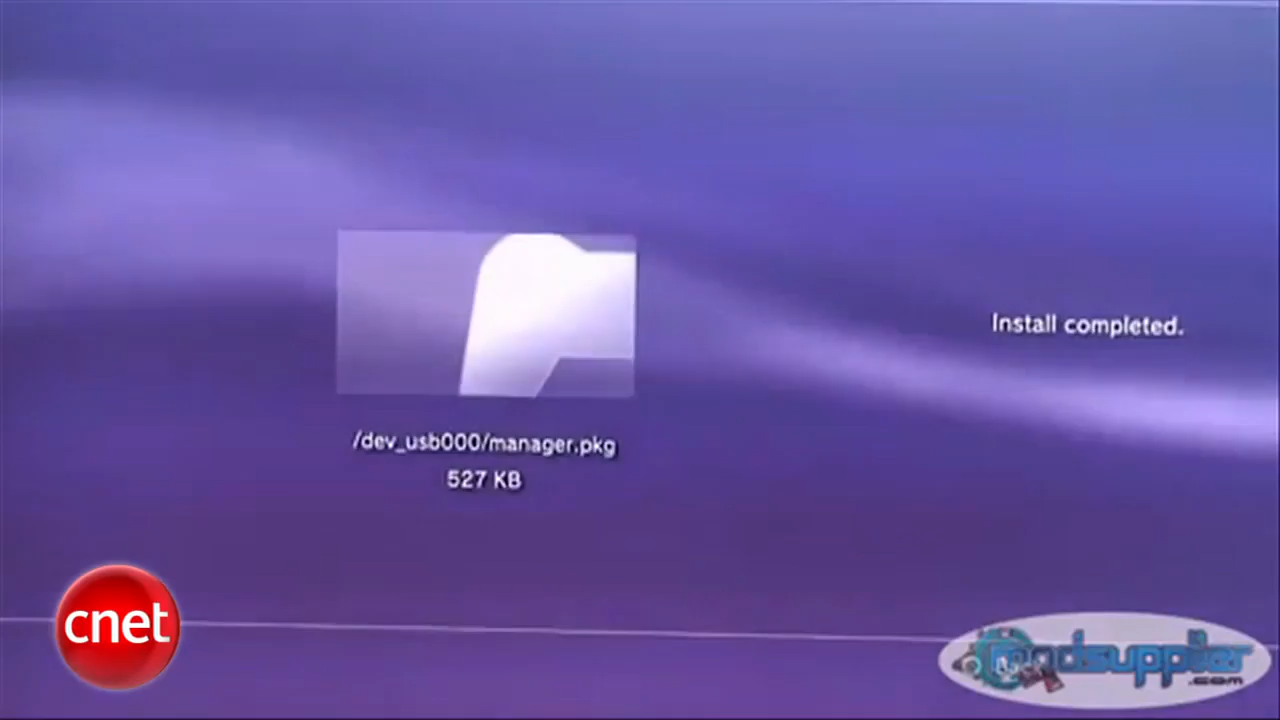 Install completed.
/dev_usb000/manager.pkg
527 KB
cnet
modsupplier
.com